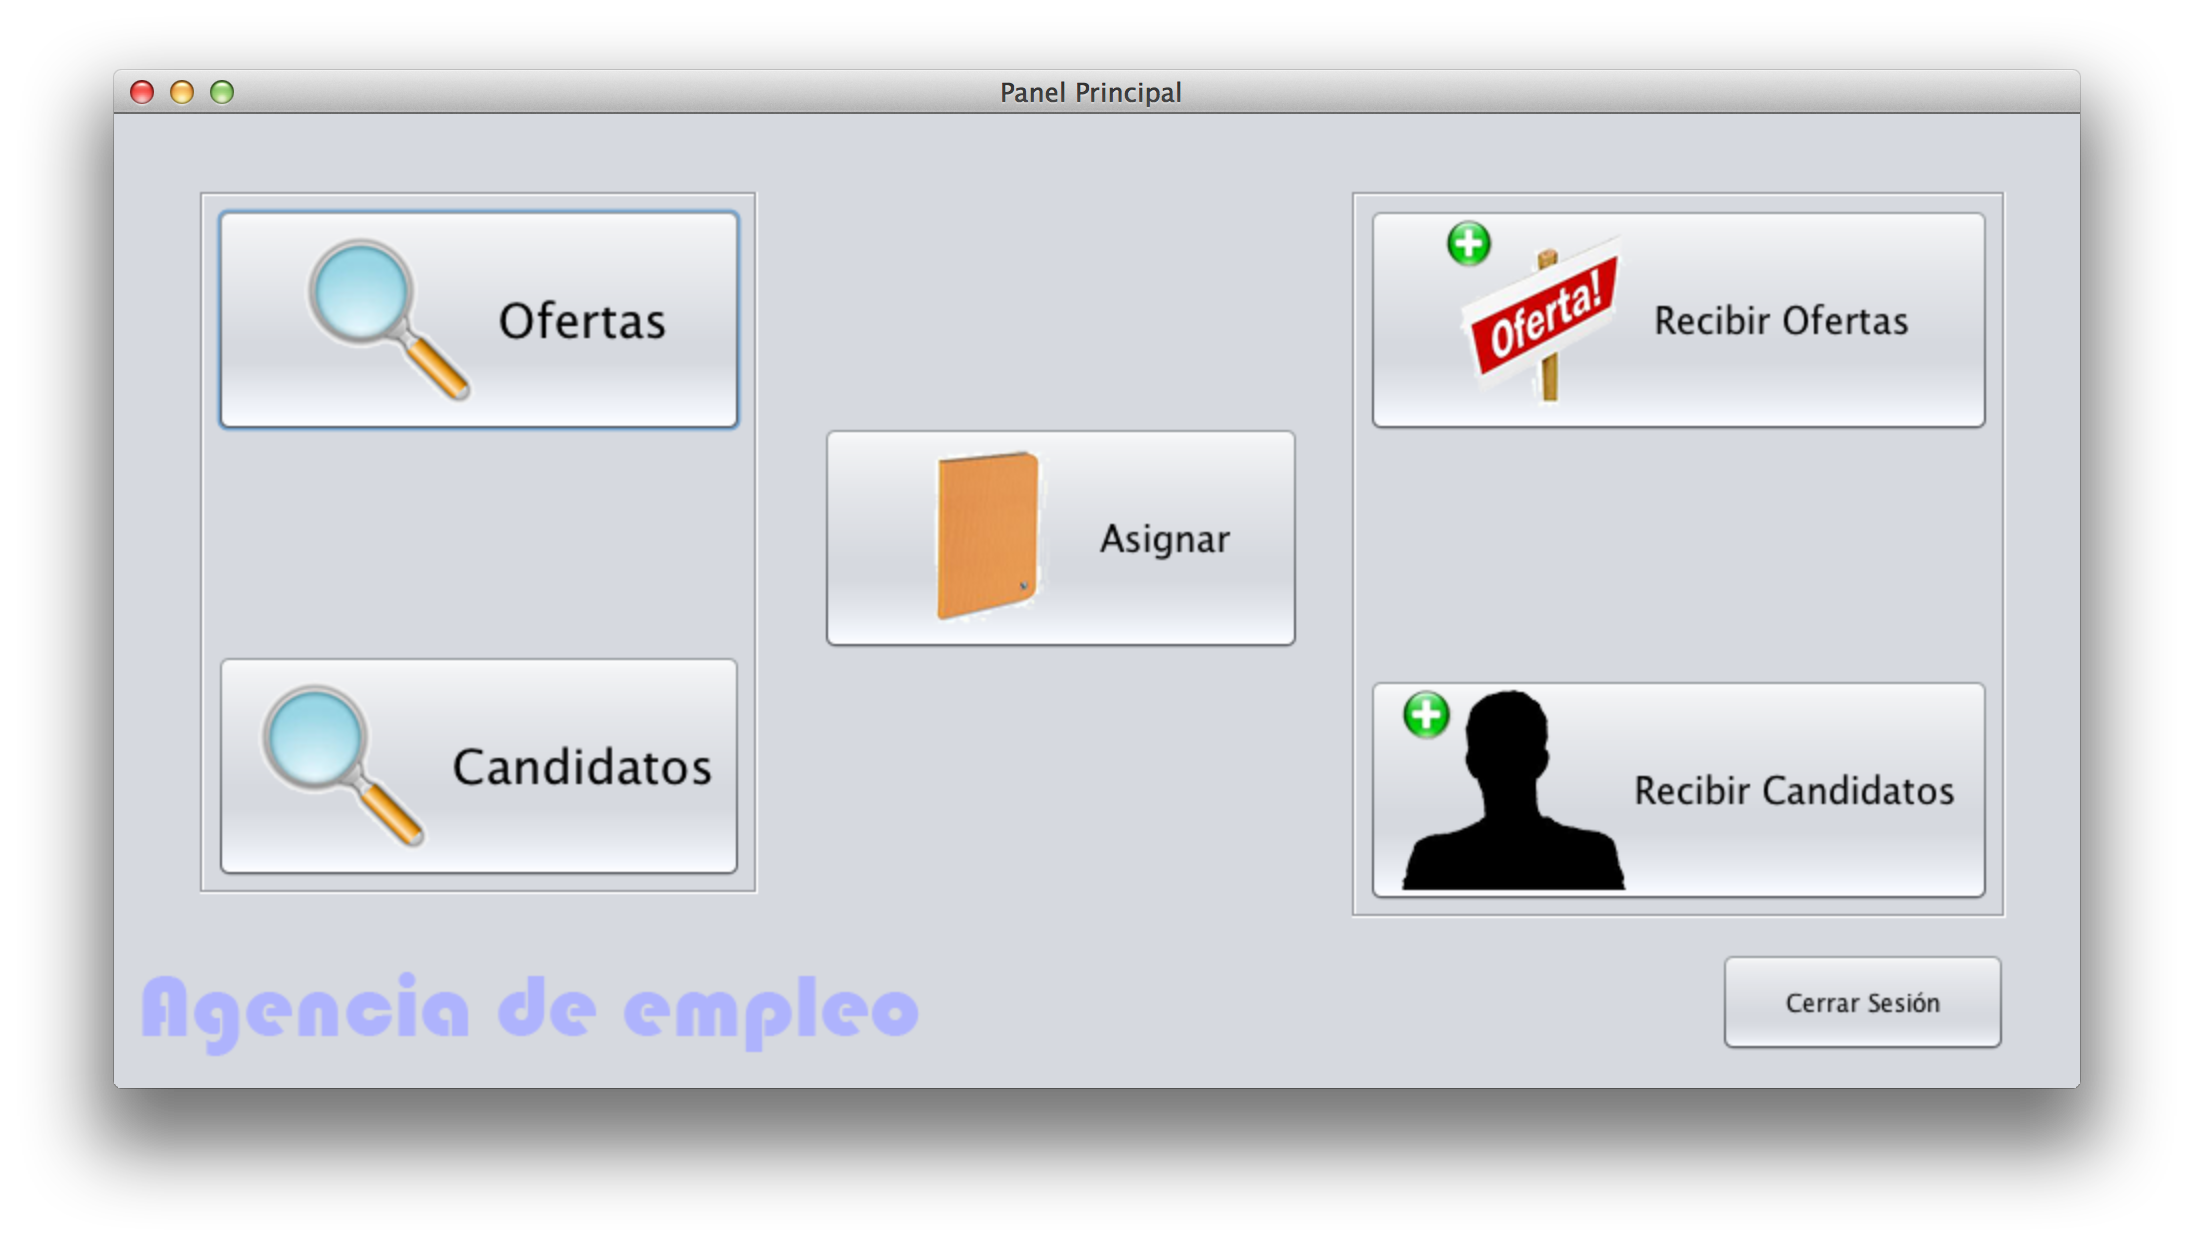 Panel Principal
Ofertas
Candidatos
Asignar
Oferta!
Recibir Ofertas
Recibir Candidatos
Agencia de empleo
Cerrar Sesión